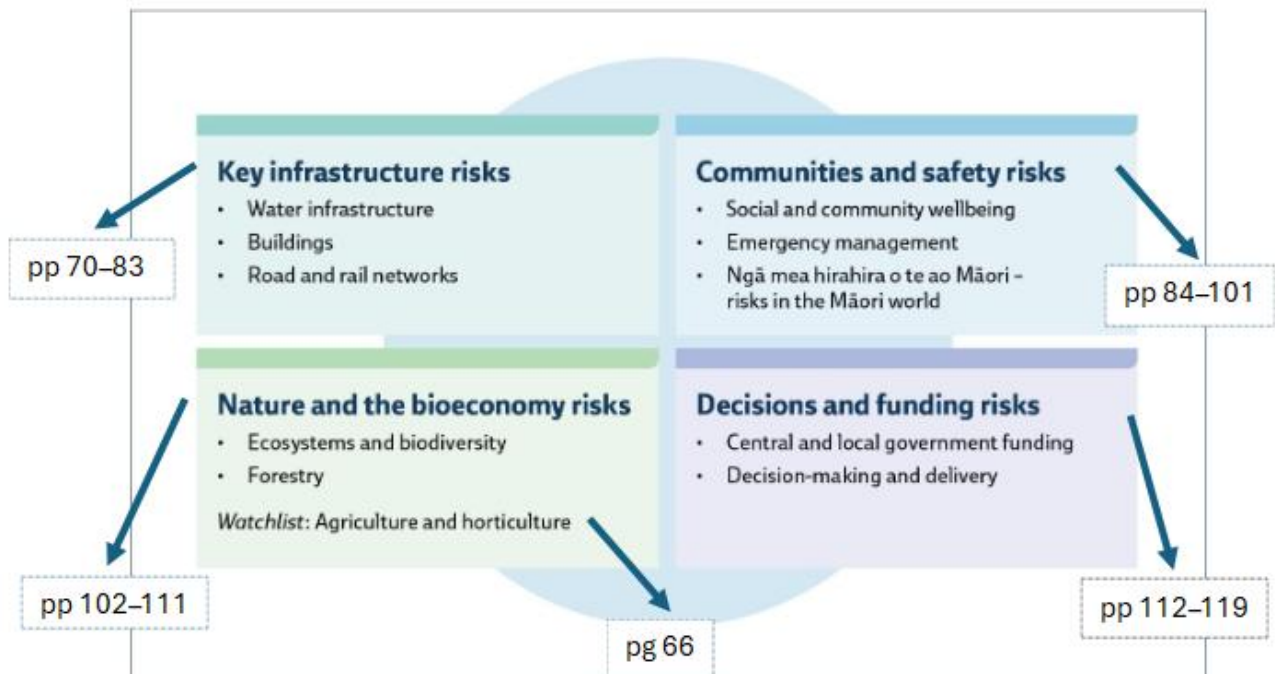 Key infrastructure risks
• Water infrastructure
• Buildings
• Road and rail networks
pp 70–83
Communities and safety risks
• Social and community wellbeing
• Emergency management
• Ngā mea hirahira o te ao Māori –
risks in the Māori world
pp 84–101
Nature and the bioeconomy risks
• Ecosystems and biodiversity
• Forestry
Watchlist: Agriculture and horticulture
pp 102–111
pg 66
Decisions and funding risks
• Central and local government funding
• Decision-making and delivery
pp 112–119